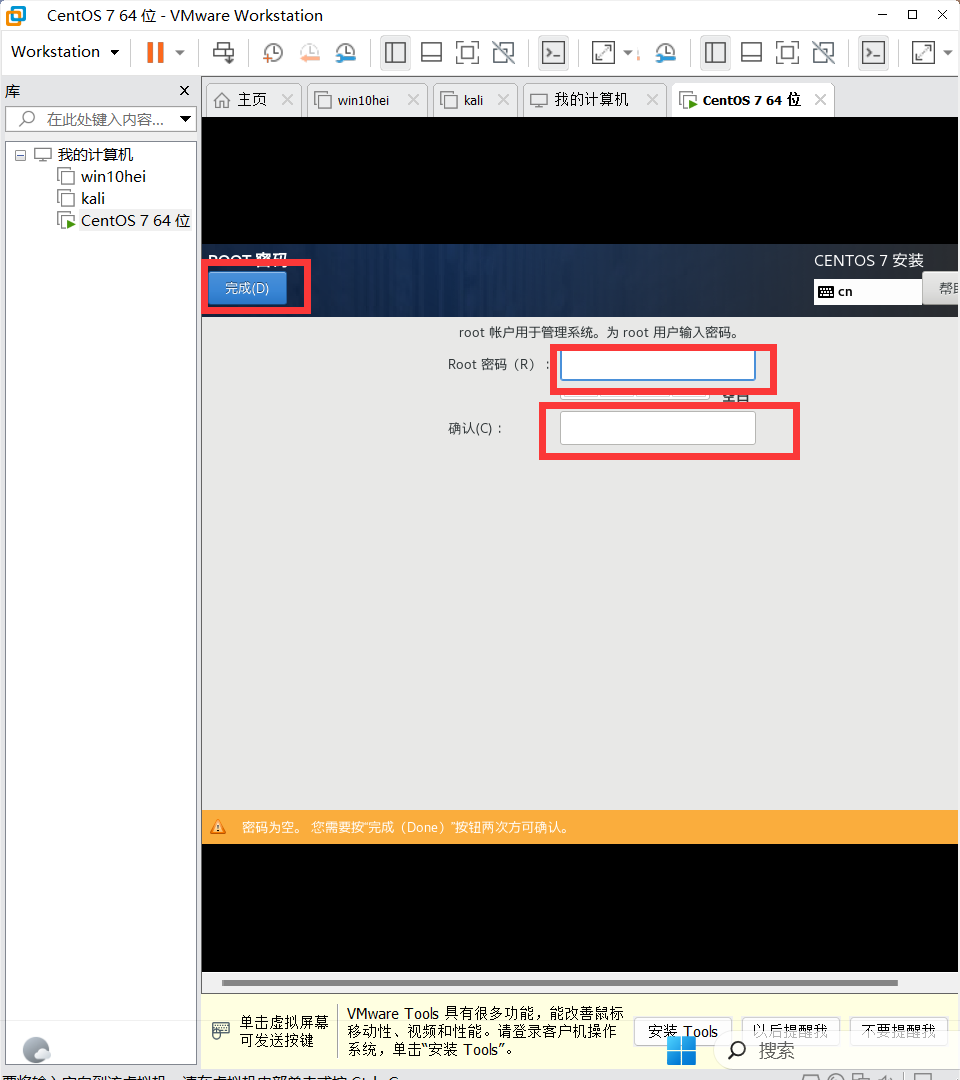 CentOS 7 64 位 - VMware Workstation
Workstation
库
主页
win10hei
kali
我的计算机
CentOS 7 64 位
在此处键入内容...
我的计算机
win10hei
kali
CentOS 7 64 位
ROOT 密码
CENTOS 7 安装
完成(D)
cn
root 帐户用于管理系统。为 root 用户输入密码。
Root 密码（R）：
空白
确认(C)：
密码为空。 您需要按“完成（Done）”按钮两次方可确认。
单击虚拟屏幕
可发送按键
VMware Tools 具有很多功能，能改善鼠标
移动性、视频和性能。请登录客户机操作
系统，单击“安装 Tools”。
安装 Tools
以后提醒我
不要提醒我
搜索